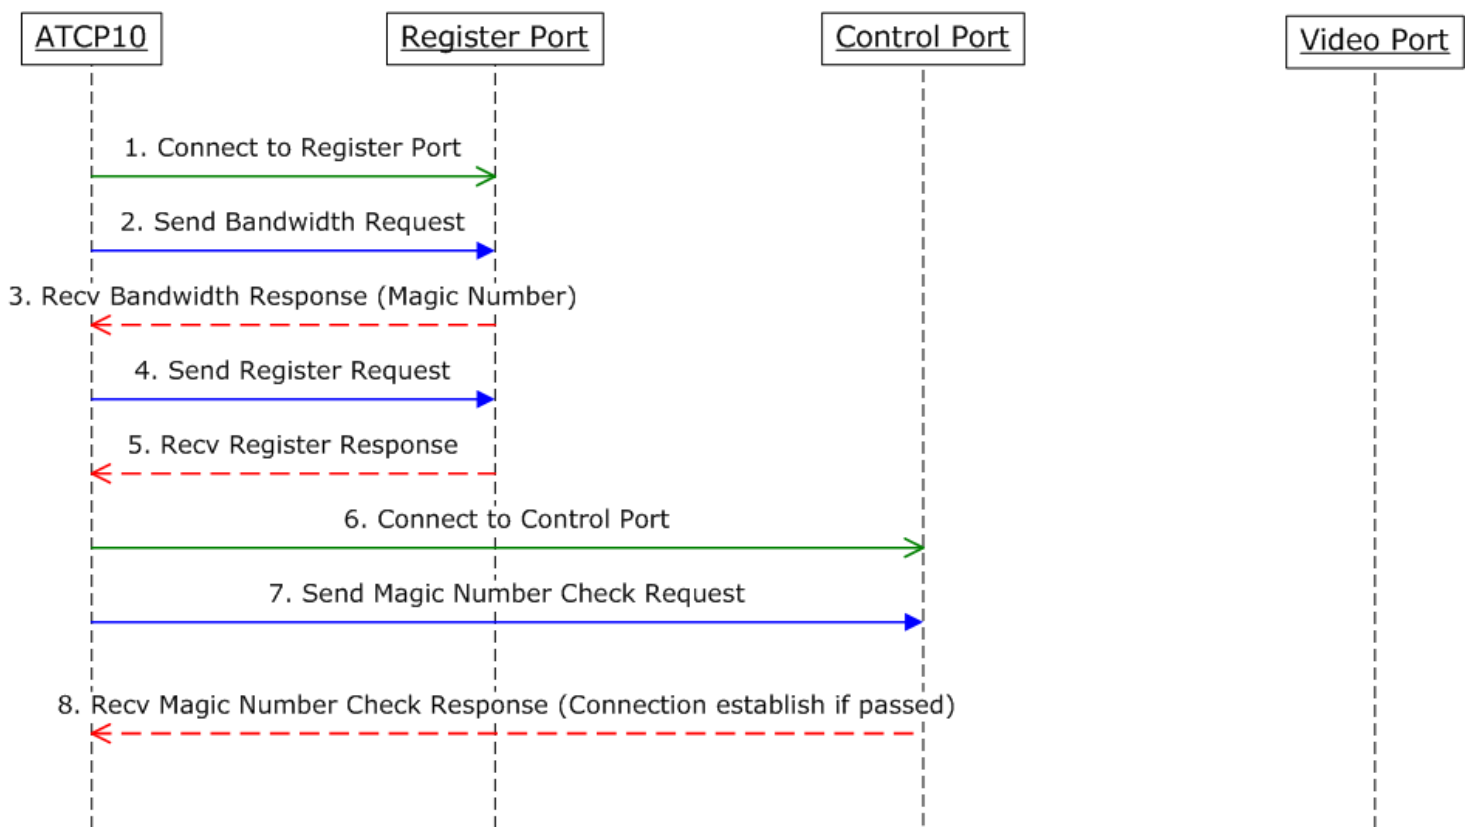 ATCP10
Register Port
Control Port
Video Port
1. Connect to Register Port
2. Send Bandwidth Request
3. Recv Bandwidth Response (Magic Number)
4. Send Register Request
5. Recv Register Response
6. Connect to Control Port
7. Send Magic Number Check Request
8. Recv Magic Number Check Response (Connection establish if passed)